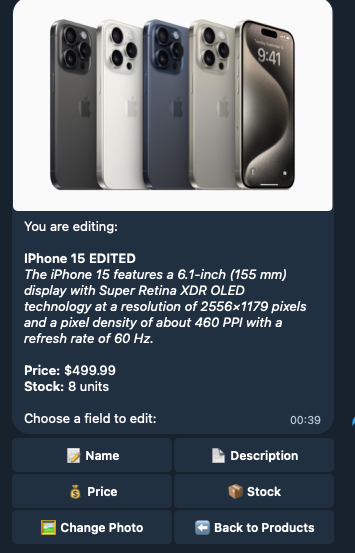 9:41
You are editing:
IPhone 15 EDITED
The iPhone 15 features a 6.1-inch (155 mm)
display with Super Retina XDR OLED
technology at a resolution of 2556×1179 pixels
and a pixel density of about 460 PPI with a
refresh rate of 60 Hz.
Price: $499.99
Stock: 8 units
Choose a field to edit:
00:39
📝 Name
📄 Description
💰 Price
📦 Stock
🖼️ Change Photo
⬅️ Back to Products